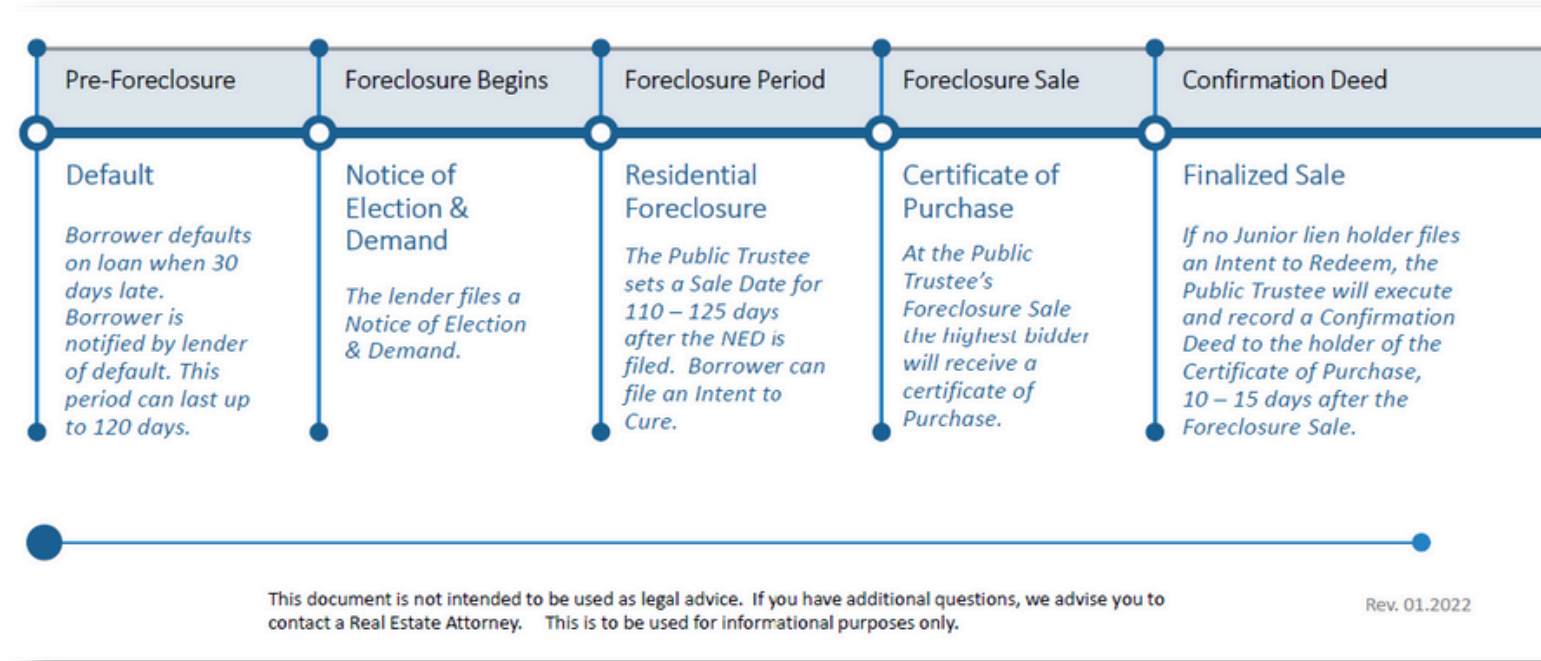 Pre-Foreclosure
Foreclosure Begins
Foreclosure Period
Foreclosure Sale
Confirmation Deed
Default
Borrower defaults
on loan when 30
days late.
Borrower is
notified by lender
of default. This
period can last up
to 120 days.
Notice of
Election &
Demand
The lender files a
Notice of Election
& Demand.
Residential
Foreclosure
The Public Trustee
sets a Sale Date for
110 – 125 days
after the NED is
filed.  Borrower can
file an Intent to
Cure.
Certificate of
Purchase
At the Public
Trustee’s
Foreclosure Sale
the highest bidder
will receive a
certificate of
Purchase.
Finalized Sale
If no Junior lien holder files
an Intent to Redeem, the
Public Trustee will execute
and record a Confirmation
Deed to the holder of the
Certificate of Purchase,
10 – 15 days after the
Foreclosure Sale.
This document is not intended to be used as legal advice.  If you have additional questions, we advise you to
contact a Real Estate Attorney.    This is to be used for informational purposes only.
Rev. 01.2022